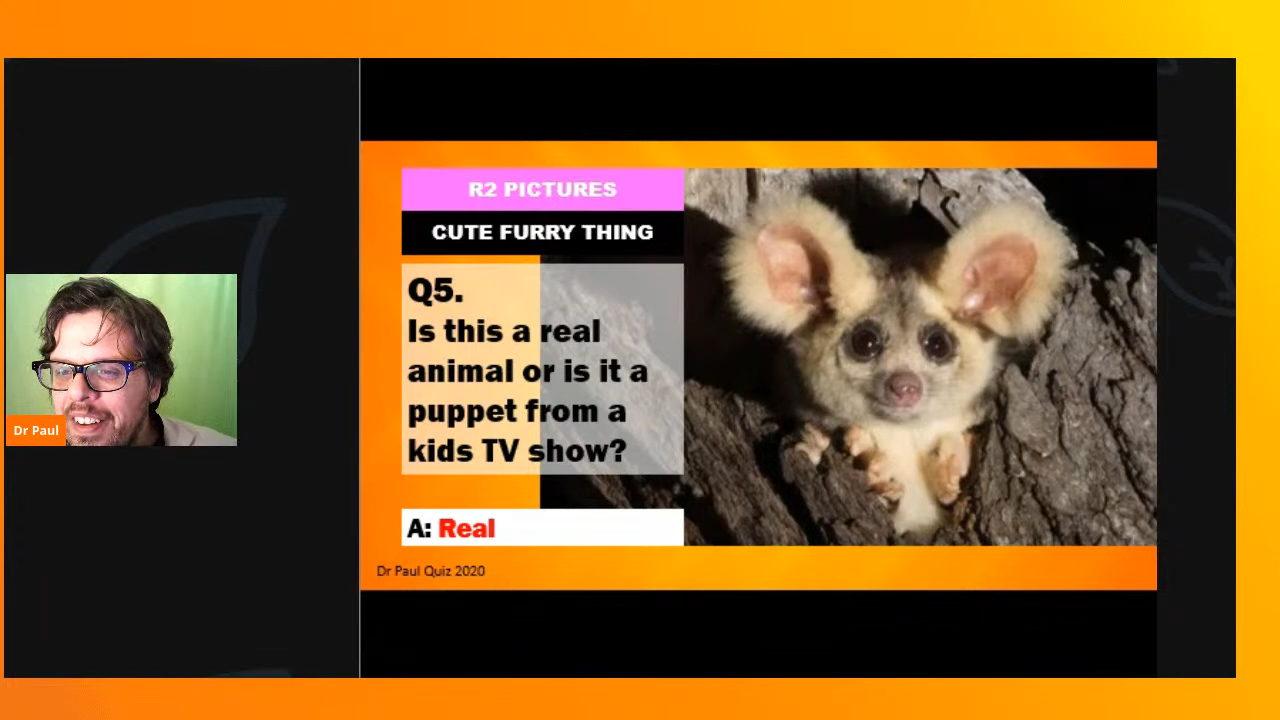 R2 PICTURES
CUTE FURRY THING
Q5.
Is this a real
animal or is it a
puppet from a
kids TV show?
A: Real
Dr Paul Quiz 2020
Dr Paul